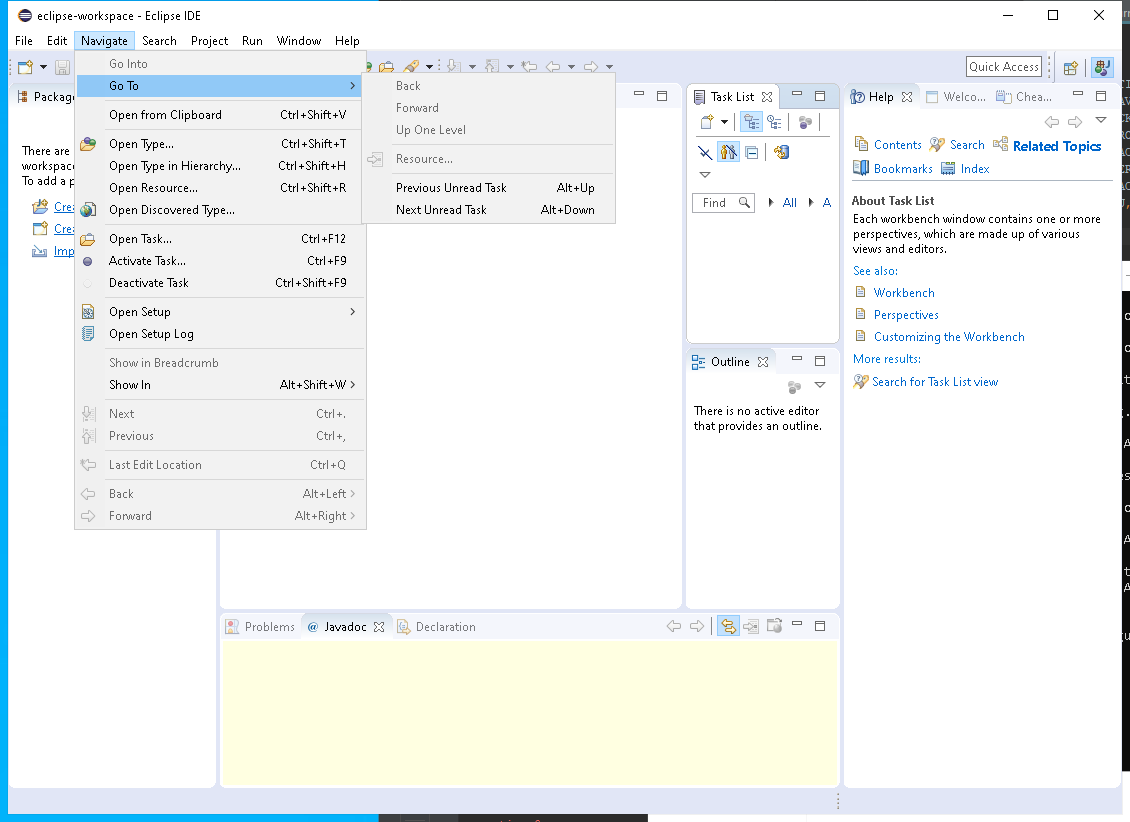 eclipse-workspace - Eclipse IDE
File Edit Navigate Search Project Run Window Help
Quick Access
Go Into
Go To
Open from Clipboard Ctrl+Shift+V
Open Type... Ctrl+Shift+T
Open Type in Hierarchy... Ctrl+Shift+H
Open Resource... Ctrl+Shift+R
Open Discovered Type...
Open Task... Ctrl+F12
Activate Task... Ctrl+F9
Deactivate Task Ctrl+Shift+F9
Open Setup
Open Setup Log
Show in Breadcrumb
Show In Alt+Shift+W
Next Ctrl+.
Previous Ctrl+,
Last Edit Location Ctrl+Q
Back Alt+Left
Forward Alt+Right
Back
Forward
Up One Level
Resource...
Previous Unread Task Alt+Up
Next Unread Task Alt+Down
There are
To add a
Task List
Find All A
Outline
There is no active editor
that provides an outline.
Help Welco... Chea...
Contents Search Related Topics
Bookmarks Index
About Task List
Each workbench window contains one or more
perspectives, which are made up of various
views and editors.
See also:
Workbench
Perspectives
Customizing the Workbench
More results:
Search for Task List view
Problems @ Javadoc Declaration